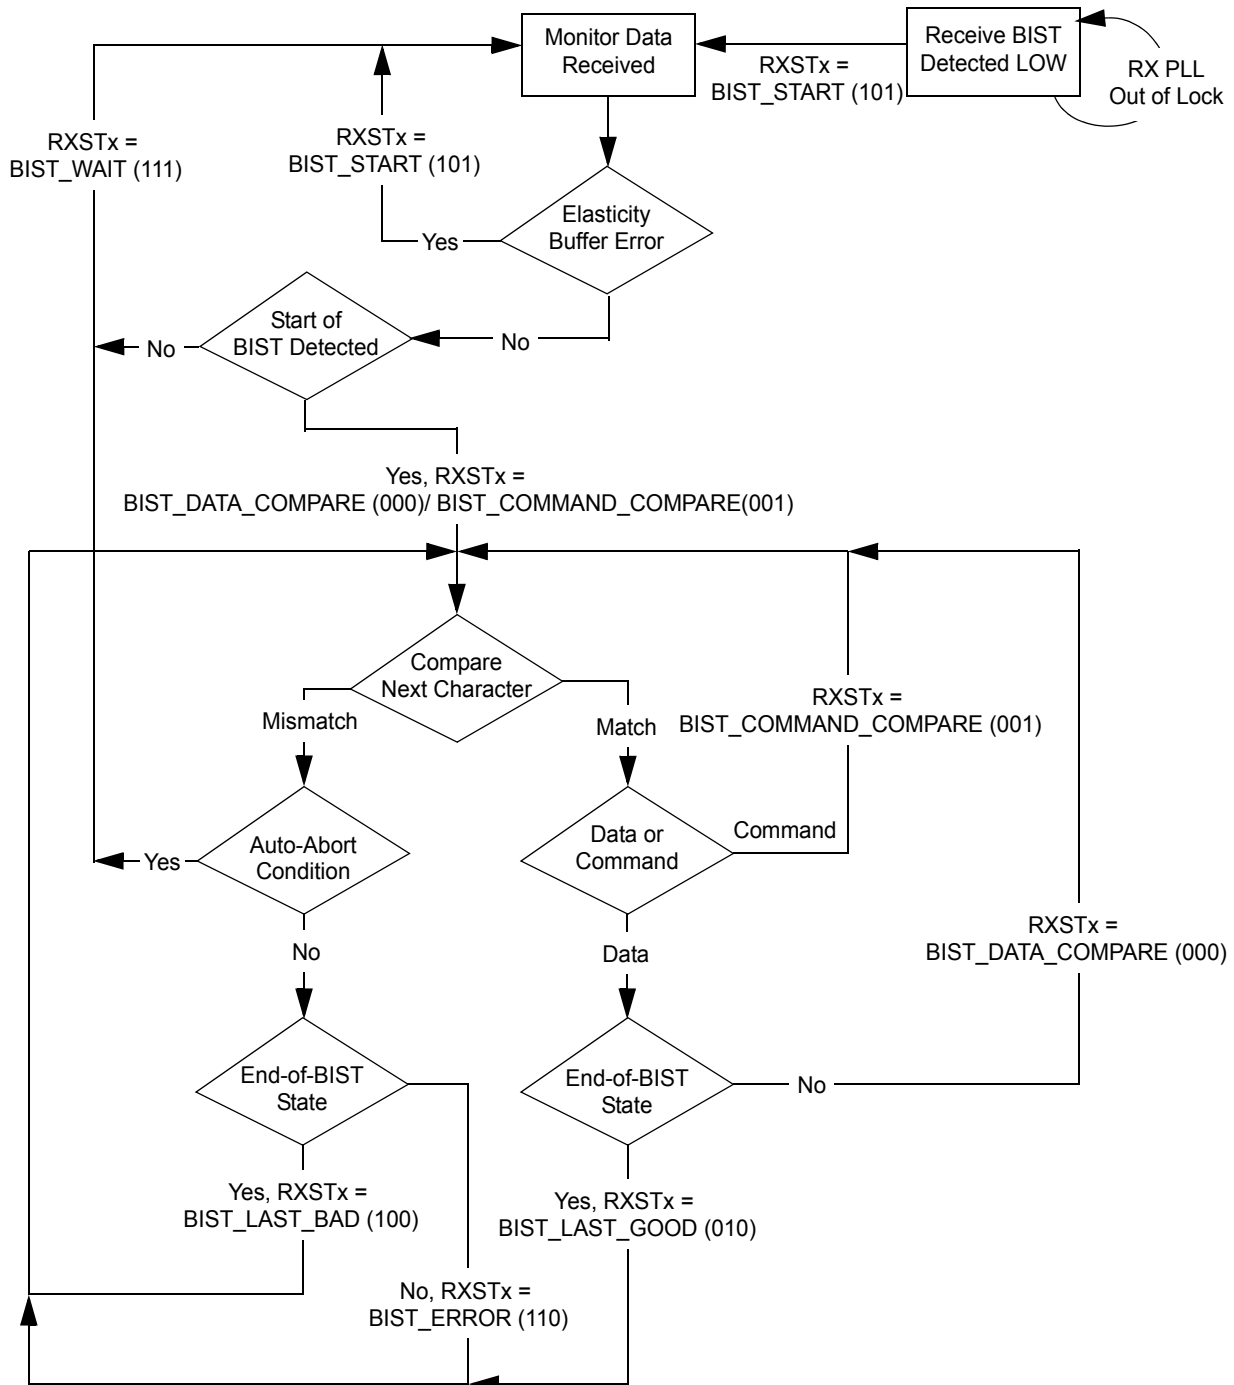 Monitor Data
Received
Receive BIST
Detected LOW
RX PLL
Out of Lock
RXSTx =
BIST_START (101)
RXSTx =
BIST_WAIT (111)
RXSTx =
BIST_START (101)
Elasticity
Buffer Error
Yes
No
Start of
BIST Detected
No
Yes, RXSTx =
BIST_DATA_COMPARE (000)/ BIST_COMMAND_COMPARE(001)
Compare
Next Character
Mismatch
Match
RXSTx =
BIST_COMMAND_COMPARE (001)
Auto-Abort
Condition
Yes
Data or
Command
Command
No
Data
RXSTx =
BIST_DATA_COMPARE (000)
End-of-BIST
State
End-of-BIST
State
No
Yes, RXSTx =
BIST_LAST_BAD (100)
Yes, RXSTx =
BIST_LAST_GOOD (010)
No, RXSTx =
BIST_ERROR (110)